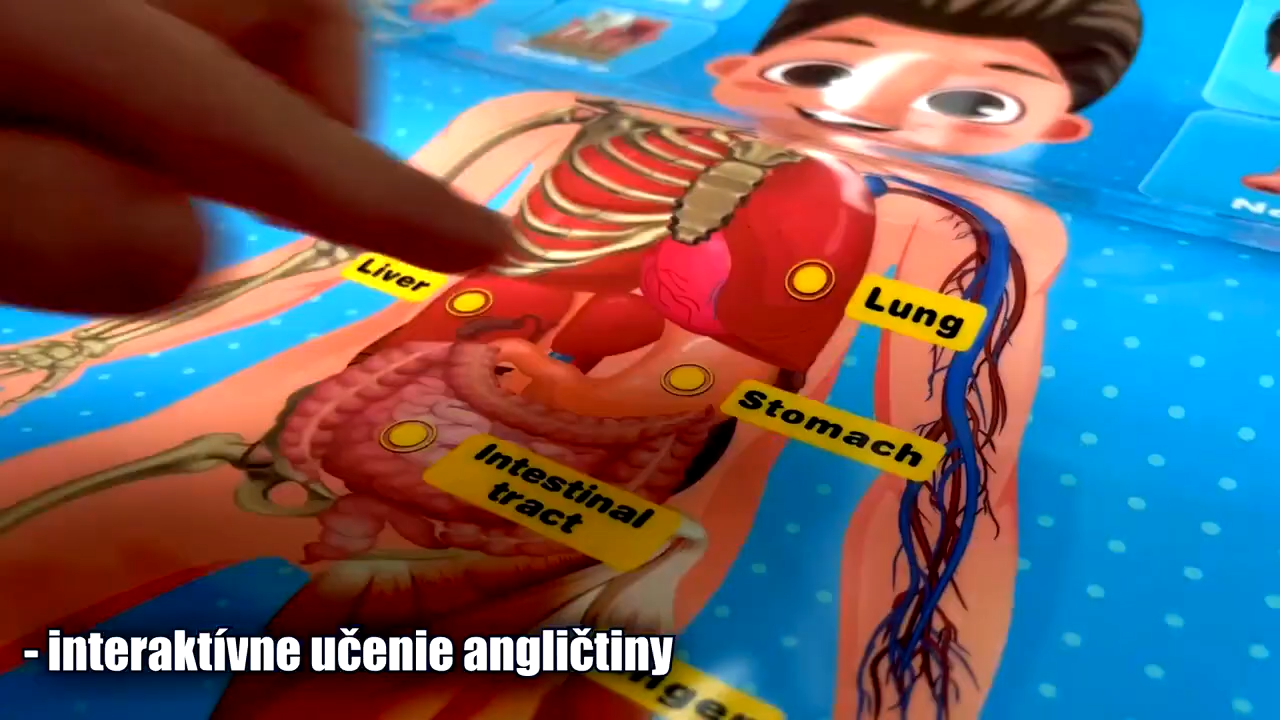 Liver
Lung
Stomach
Intestinal
tract
- interaktívne učenie angličtiny